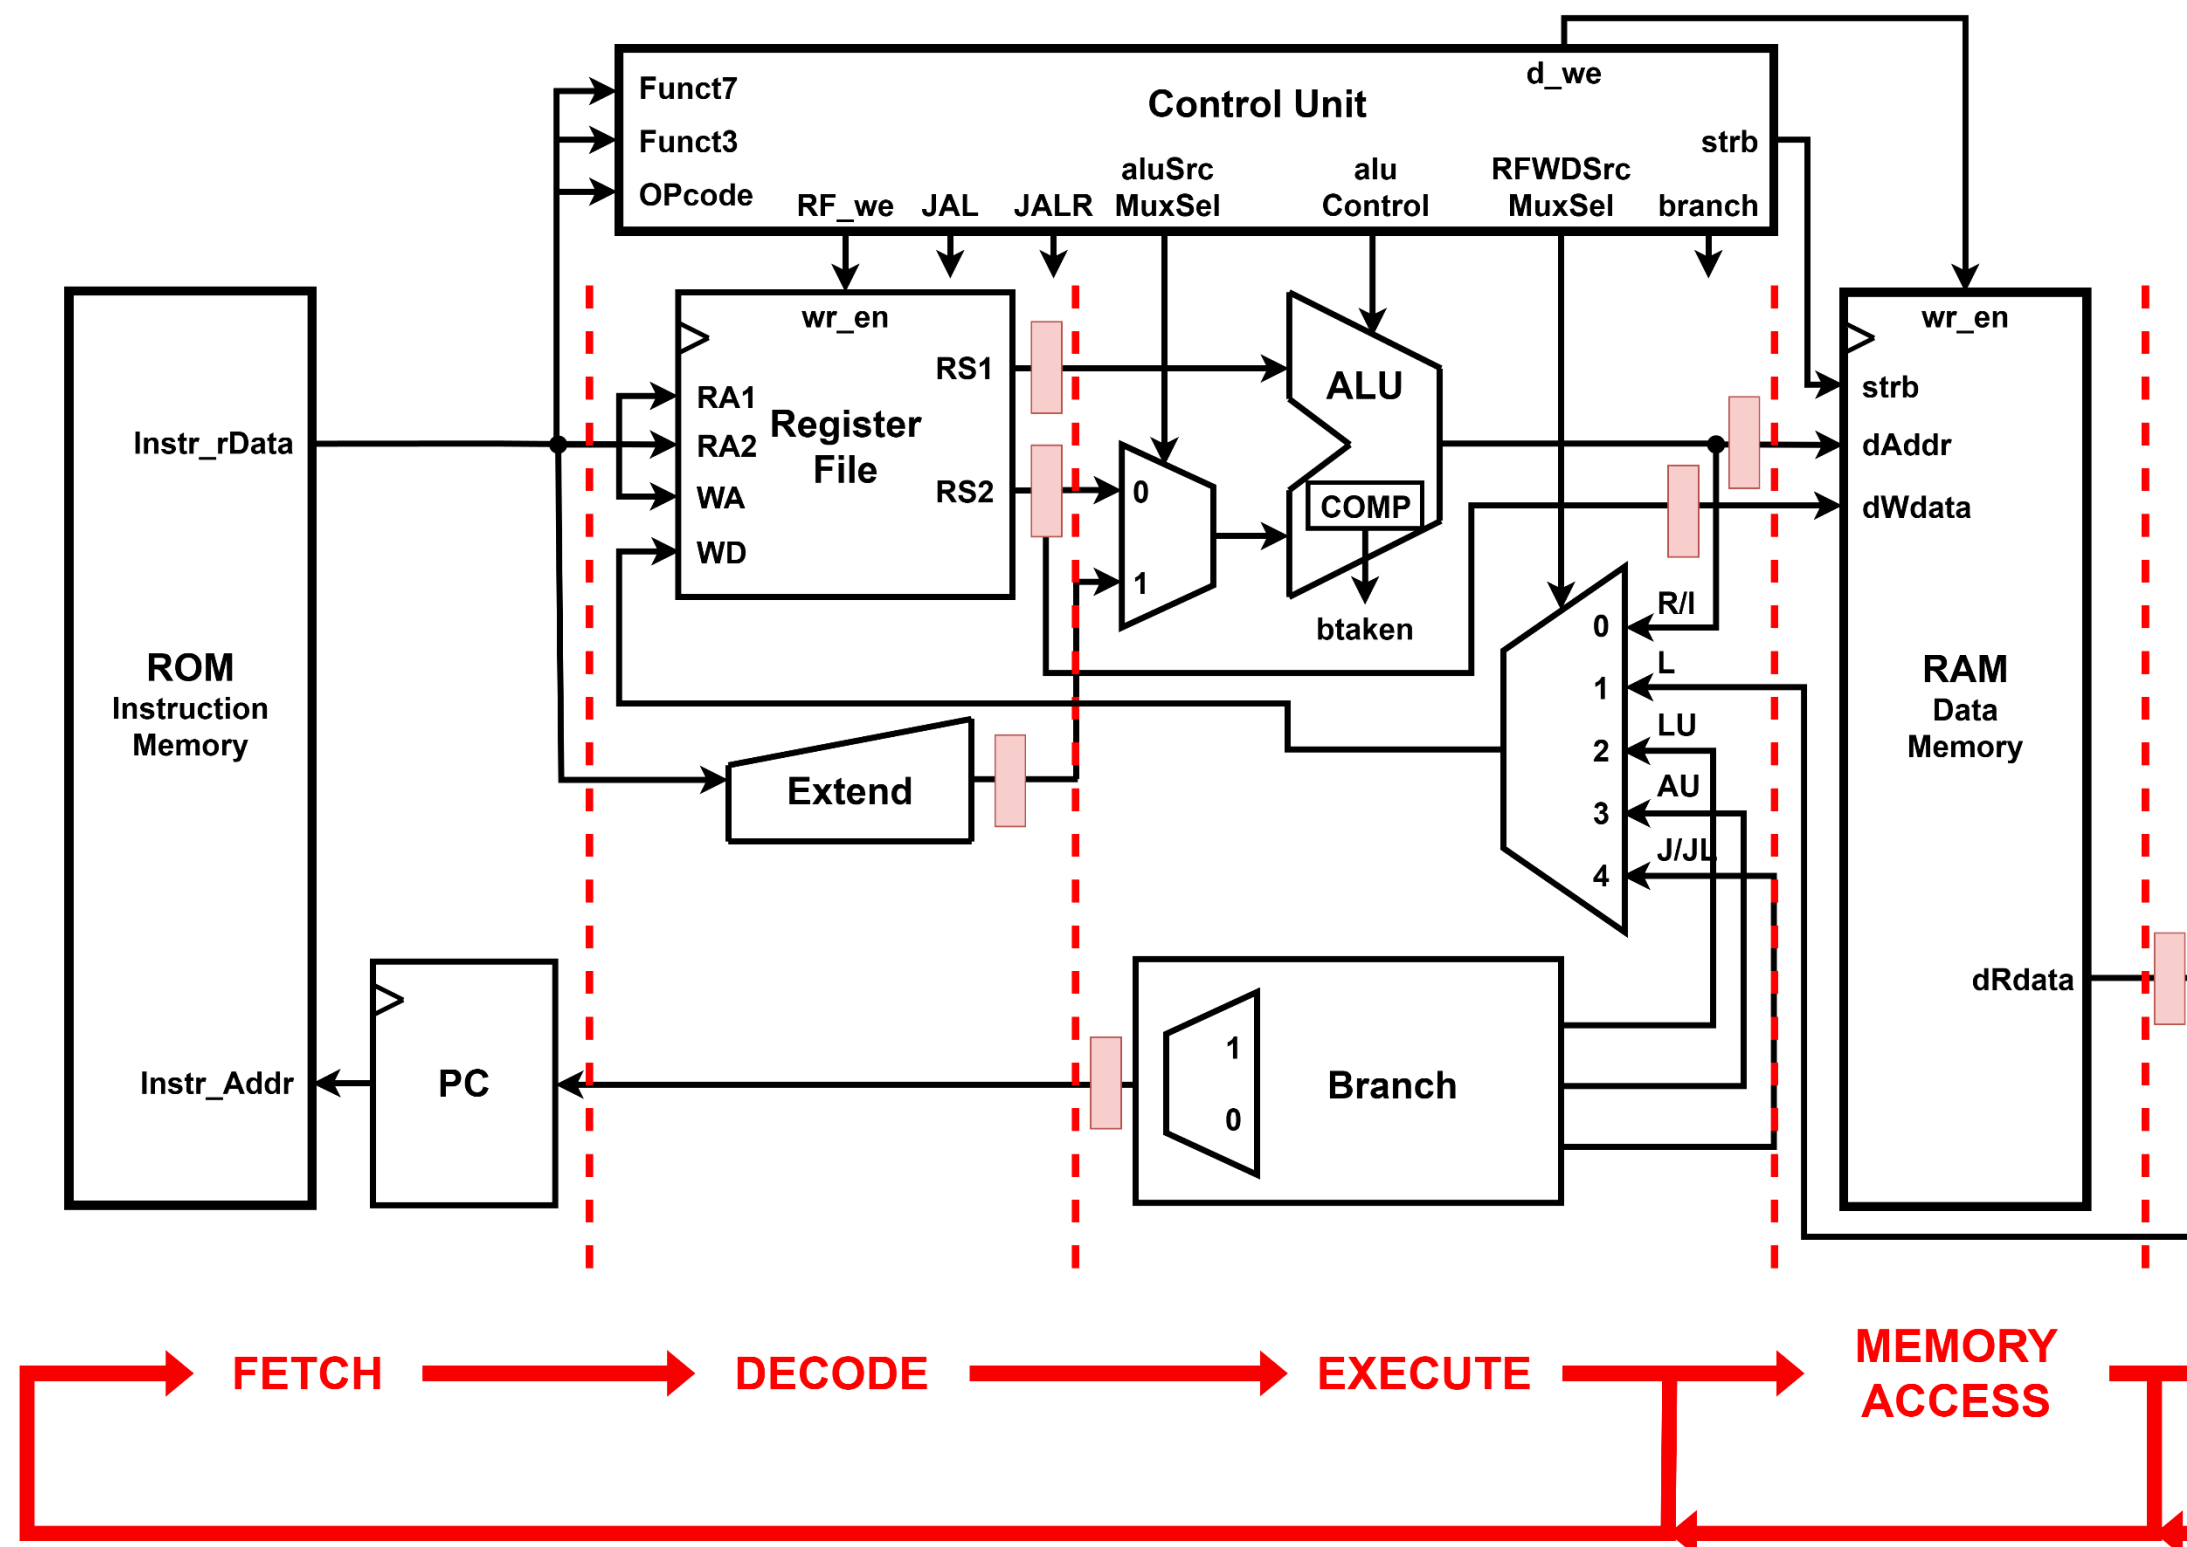 d_we
Control Unit
Funct7
Funct3
OPcode
strb
RF_we
JAL
JALR
aluSrc
MuxSel
alu
Control
RFWDSrc
MuxSel
branch
Instr_rData
ROM
Instruction
Memory
Instr_Addr
PC
wr_en
RA1
RA2
WA
WD
Register
File
RS1
RS2
Extend
0
1
ALU
COMP
btaken
R/I
0
L
1
LU
2
AU
3
J/JL
4
1
0
Branch
wr_en
strb
dAddr
dWdata
RAM
Data
Memory
dRdata
FETCH
DECODE
EXECUTE
MEMORY
ACCESS